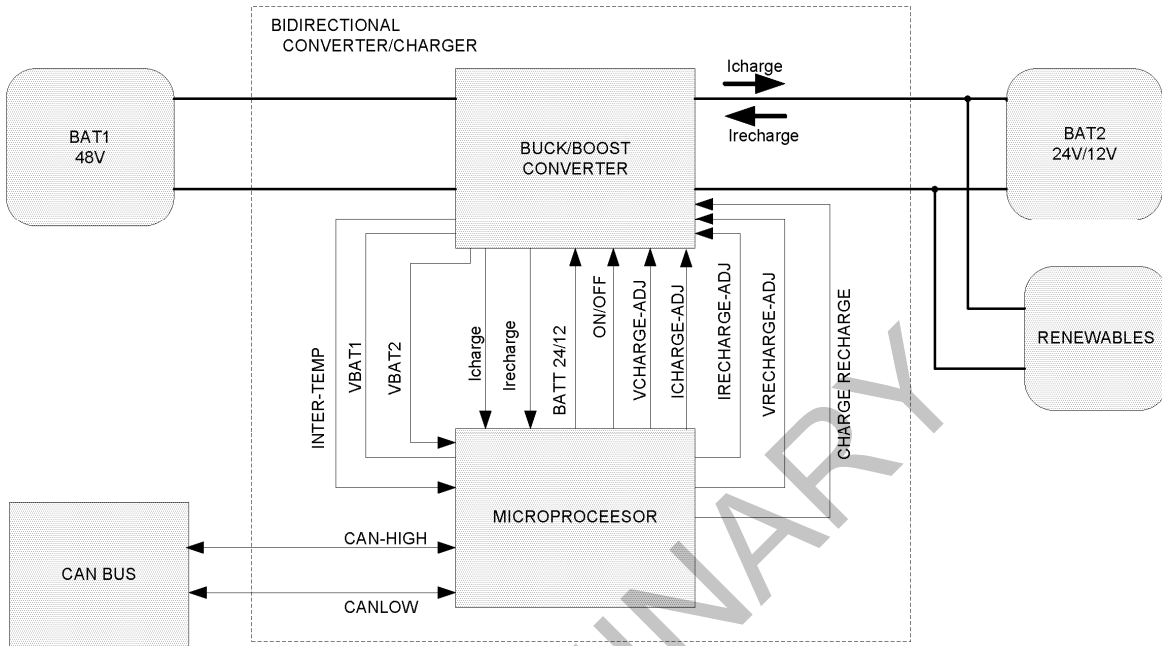 BIDIRECTIONAL
CONVERTER/CHARGER
Icharge
Irecharge
BAT1
48V
BUCK/BOOST
CONVERTER
BAT2
24V/12V
RENEWABLES
INTER-TEMP
VBAT1
VBAT2
Icharge
Irecharge
BATT 24/12
ON/OFF
VCHARGE-ADJ
ICHARGE-ADJ
IRECHARGE-ADJ
VRECHARGE-ADJ
CHARGE RECHARGE
MICROPROCEESOR
CAN-HIGH
CANLOW
CAN BUS
INARY